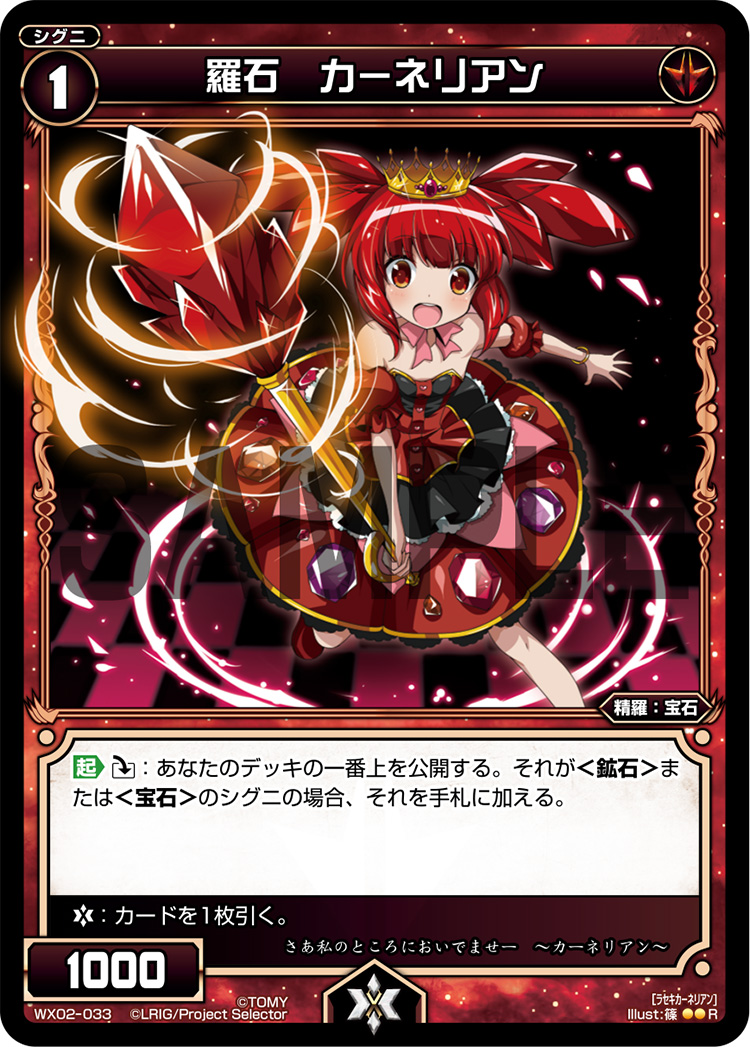 シグニ
1
羅石 カーネリアン
SAMPLE
精羅：宝石
起 ：あなたのデッキの一番上を公開する。それが＜鉱石＞ま
たは＜宝石＞のシグニの場合、それを手札に加える。
：カードを1枚引く。
さあ私のところにおいでませー ～カーネリアン～
1000
©TOMY
WX02-033 ©LRIG/Project Selector
[ラセキカーネリアン]
Illust:篠 R